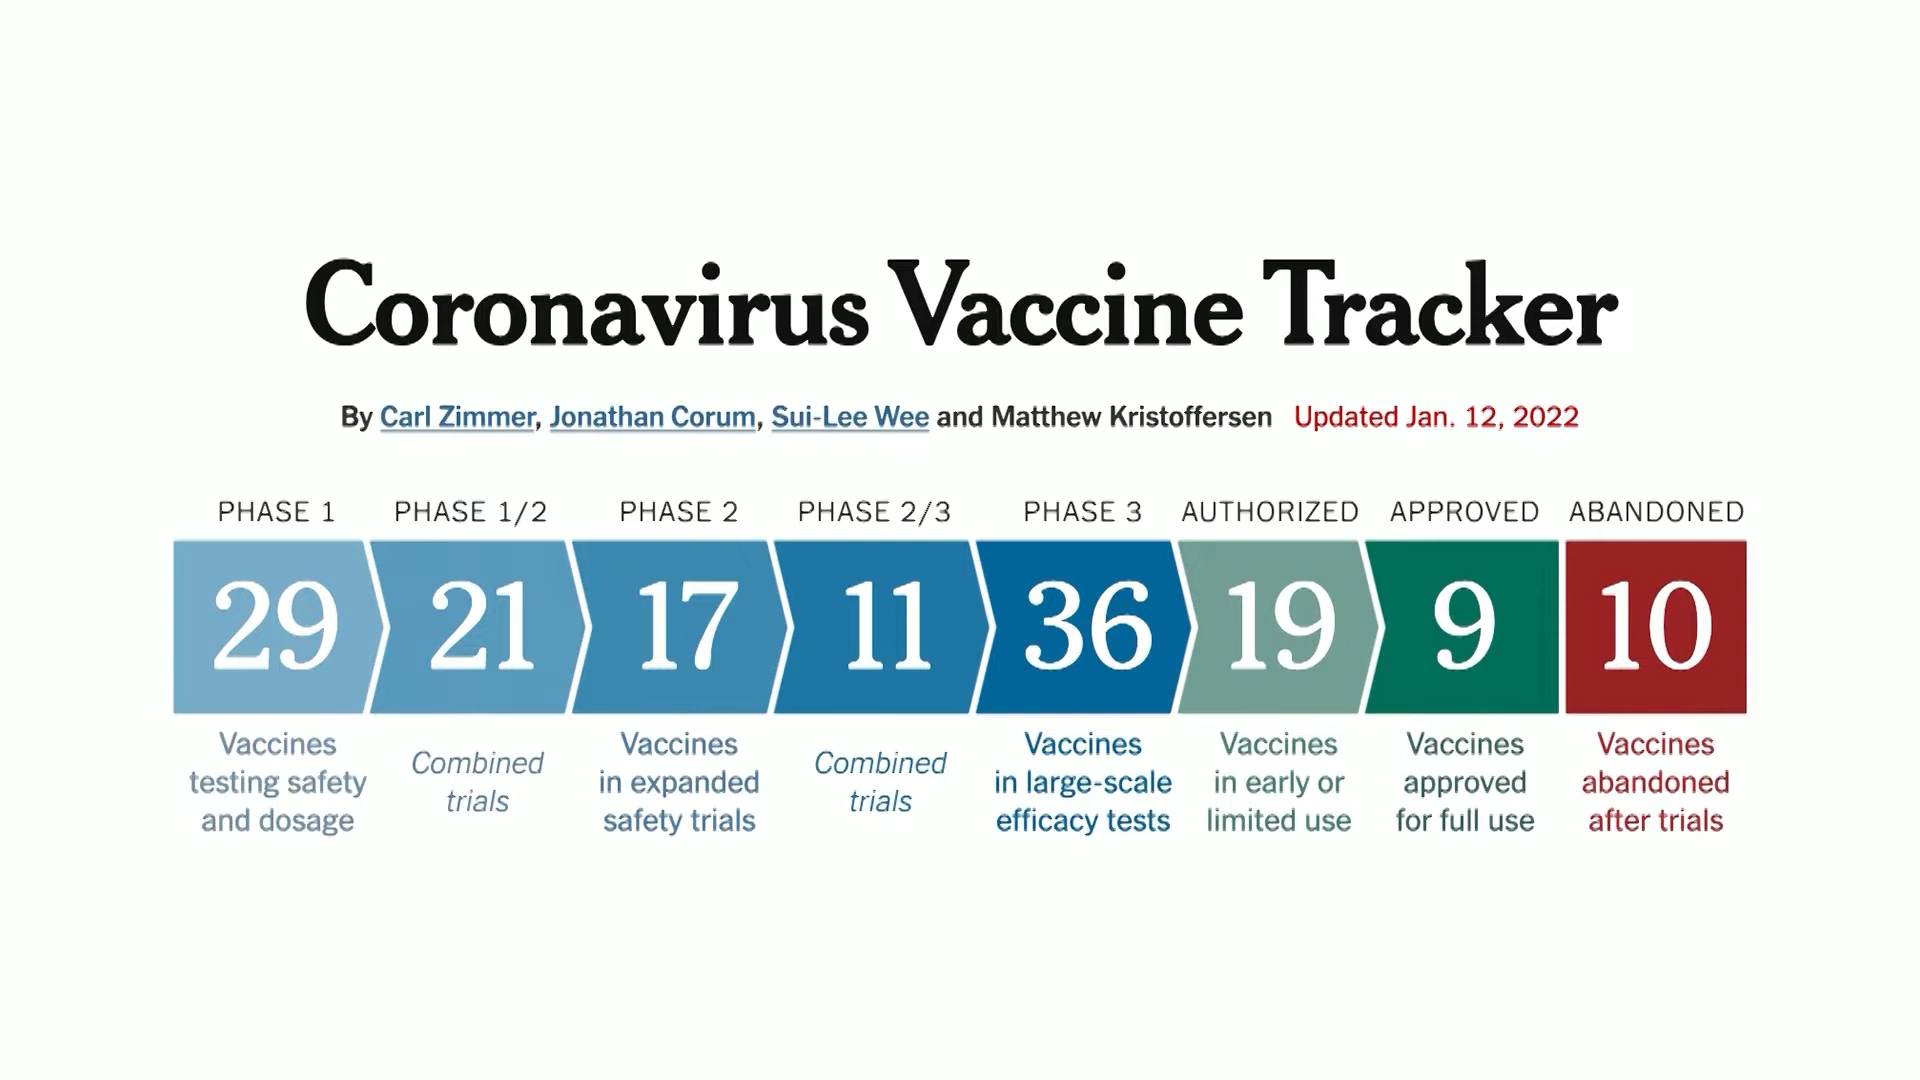 Coronavirus Vaccine Tracker
By Carl Zimmer, Jonathan Corum, Sui-Lee Wee and Matthew Kristoffersen Updated Jan. 12, 2022
PHASE 1 PHASE 1/2 PHASE 2 PHASE 2/3 PHASE 3 AUTHORIZED APPROVED ABANDONED
29 21 17 11 36 19 9 10
Vaccines
testing safety
and dosage
Combined
trials
Vaccines
in expanded
safety trials
Combined
trials
Vaccines
in large-scale
efficacy tests
Vaccines
in early or
limited use
Vaccines
approved
for full use
Vaccines
abandoned
after trials